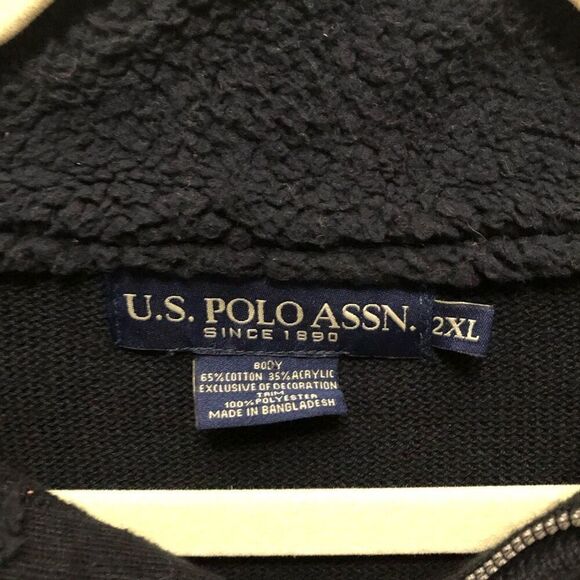 U.S. POLO ASSN.
SINCE 1890
2XL
BODY
65% COTTON 35% ACRYLIC
EXCLUSIVE OF DECORATION
TRIM
100% POLYESTER
MADE IN BANGLADESH